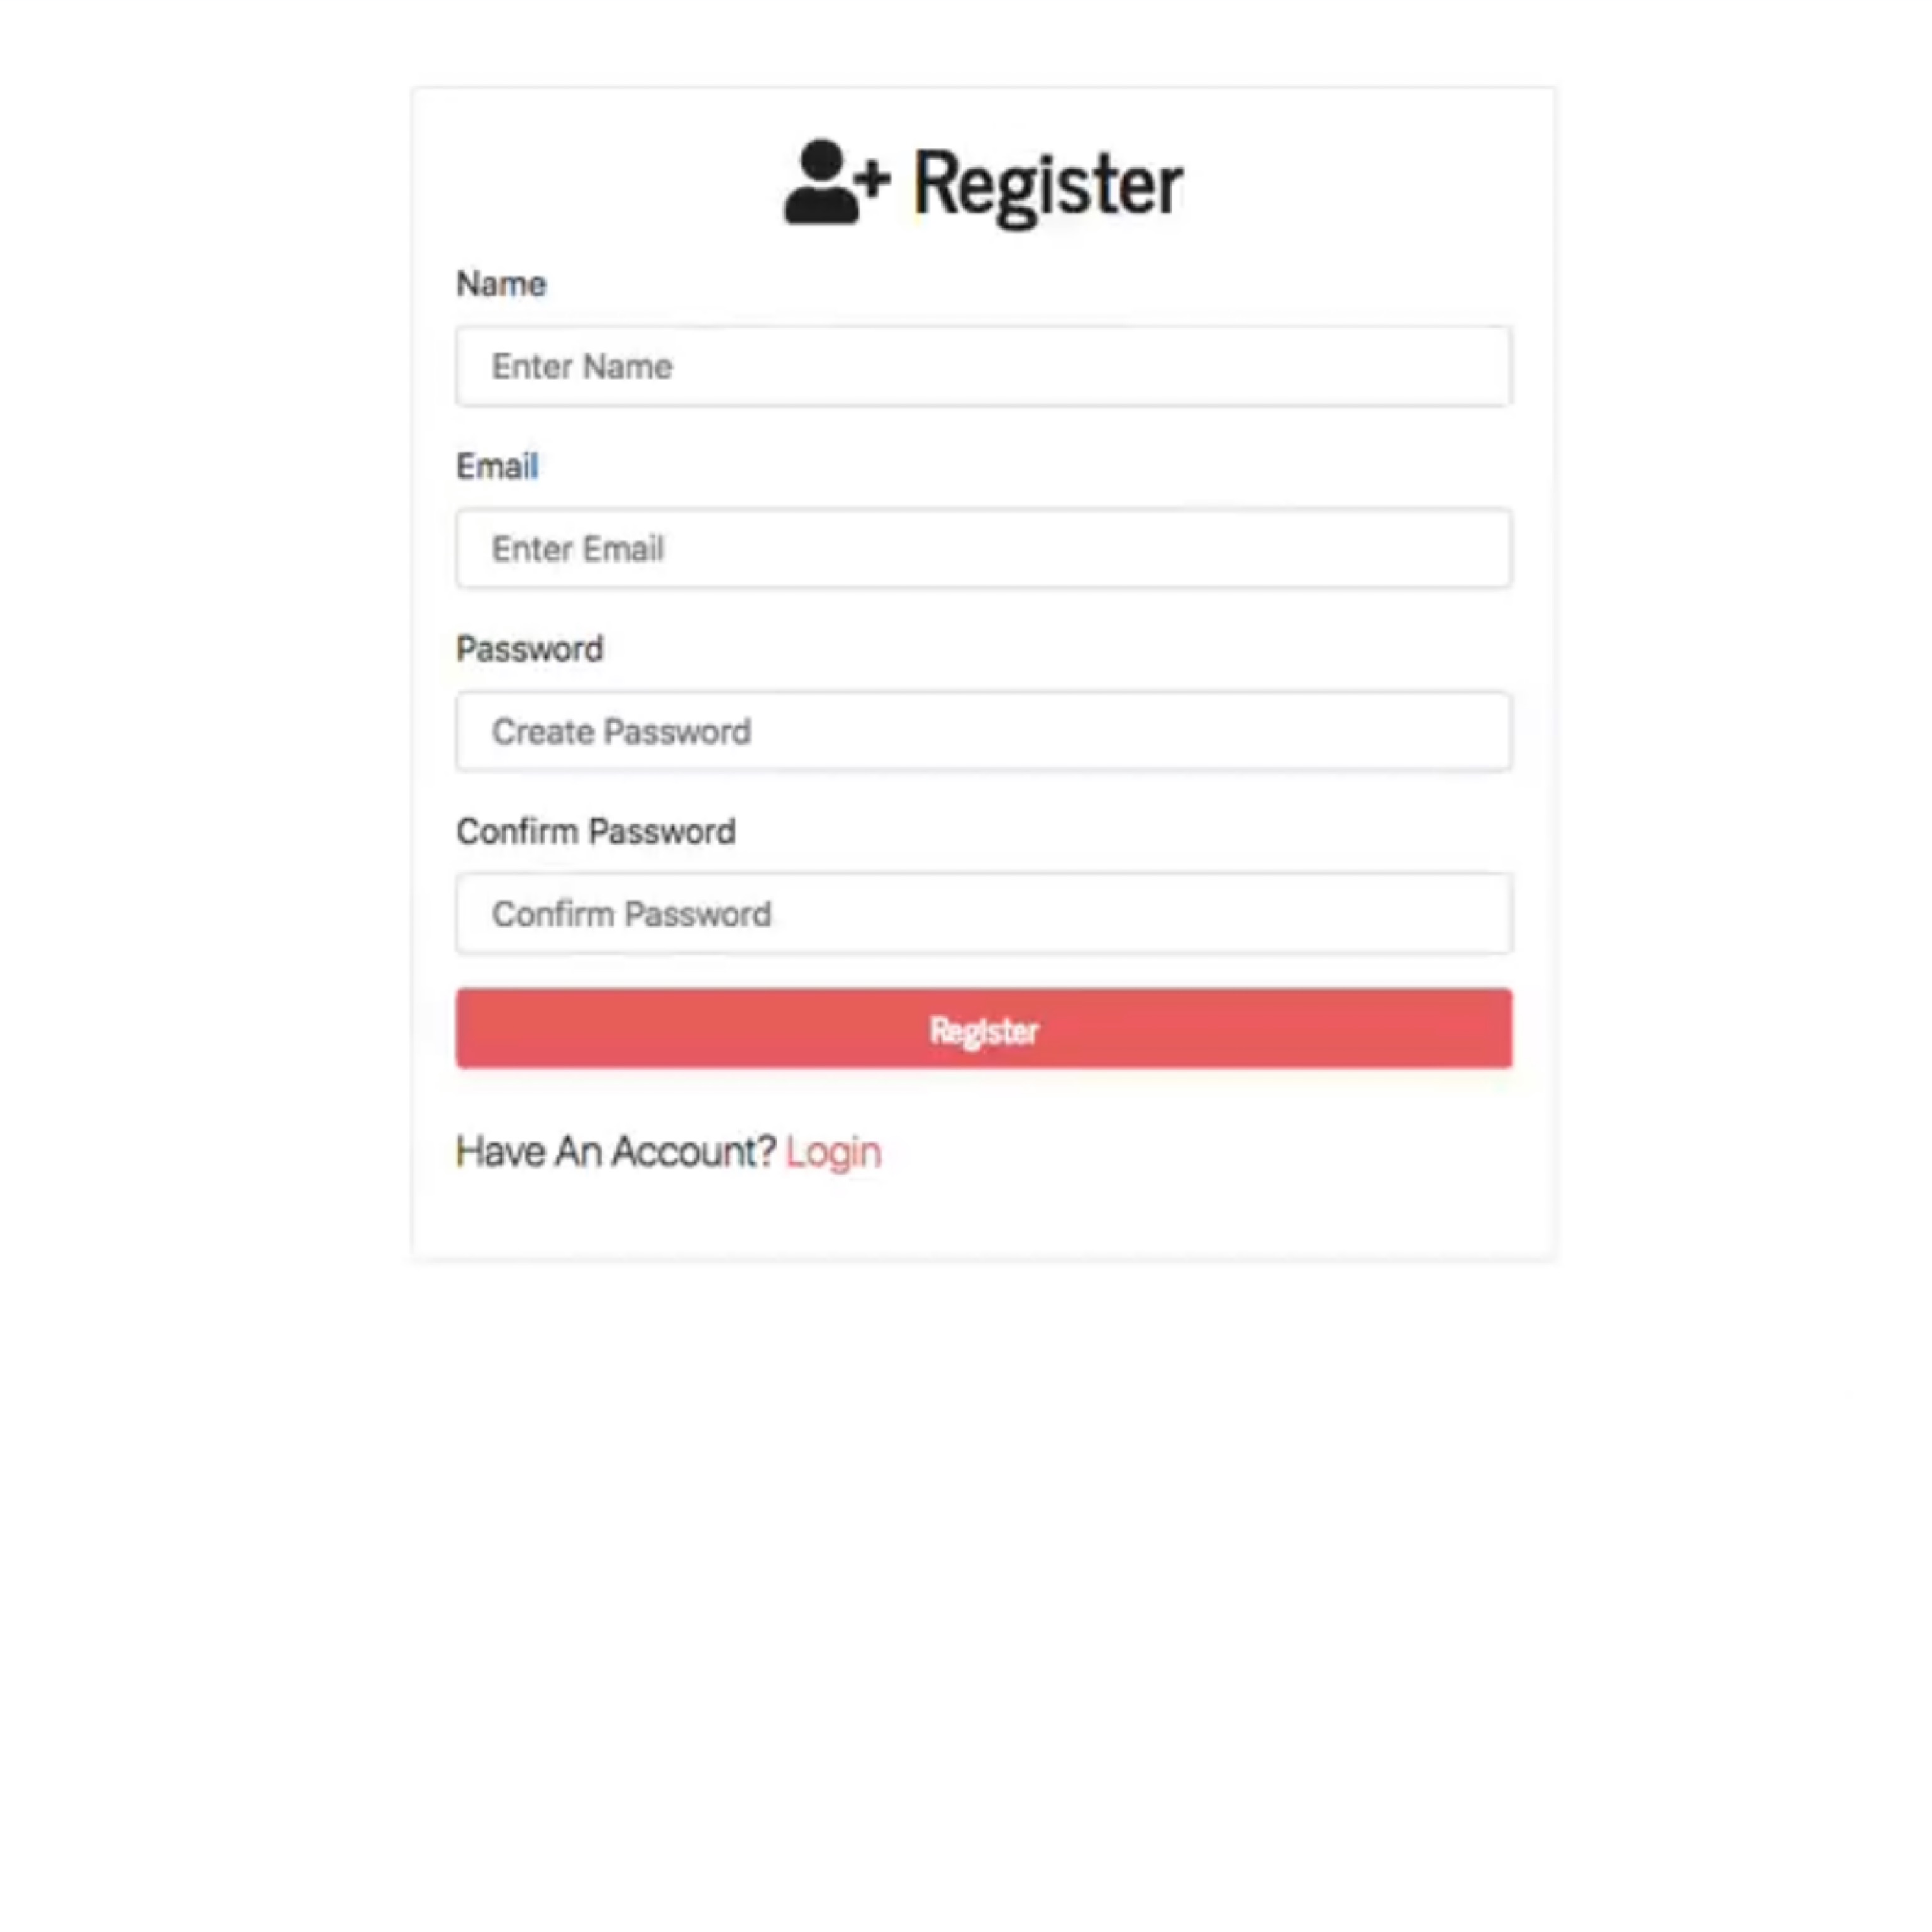 Register
Name
Enter Name
Email
Enter Email
Password
Create Password
Confirm Password
Confirm Password
Register
Have An Account? Login